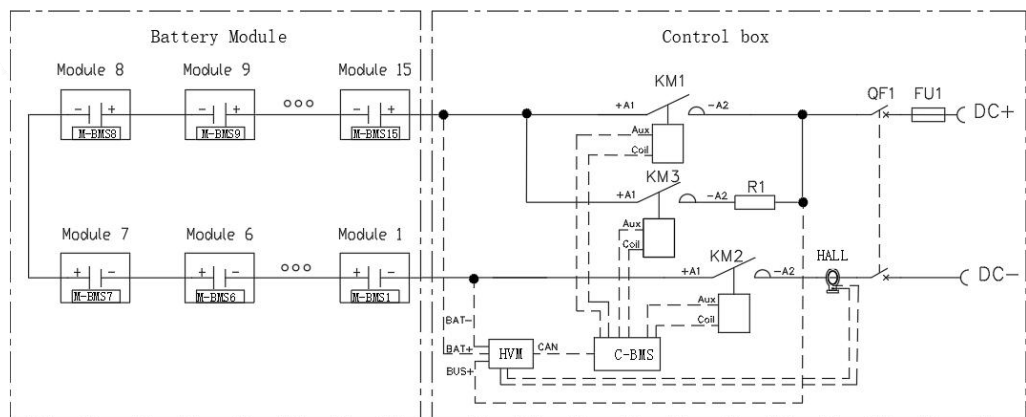 Battery Module
Control box
Module 8
Module 9
Module 15
- +
- +
ooo
- +
M-BMS8
M-BMS9
M-BMS15
KM1
+A1
-A2
QF1
FU1
DC+
Aux
Coil
KM3
+A1
-A2
R1
Aux
Coil
Module 7
Module 6
Module 1
+ -
+ -
ooo
+ -
M-BMS7
M-BMS6
M-BMS1
KM2
+A1
-A2
HALL
DC-
Aux
Coil
BAT-
BAT+
BUS+
HVM
CAN
C-BMS